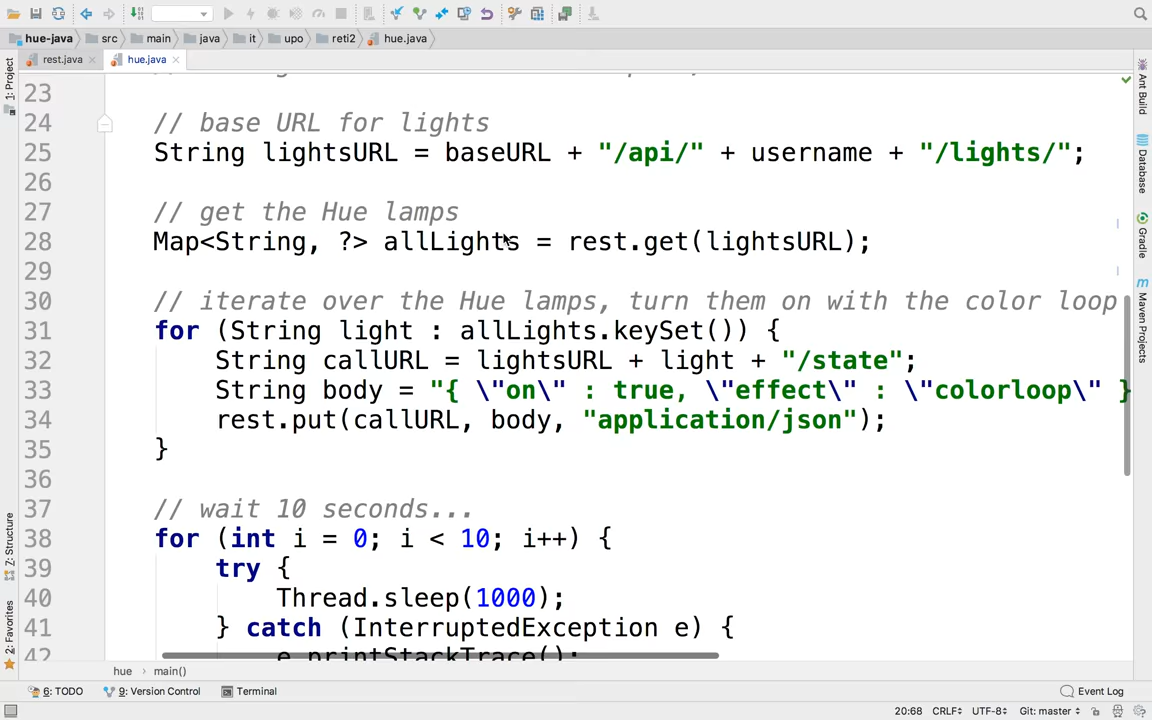 hue-java src main java it upo reti2 hue.java
rest.java hue.java
1: Project
23
24 // base URL for lights
25 String lightsURL = baseURL + "/api/" + username + "/lights/";
26
27 // get the Hue lamps
28 Map<String, ?> allLights = rest.get(lightsURL);
29
30 // iterate over the Hue lamps, turn them on with the color loop
31 for (String light : allLights.keySet()) {
32 String callURL = lightsURL + light + "/state";
33 String body = "{ \"on\" : true, \"effect\" : \"colorloop\" }
34 rest.put(callURL, body, "application/json");
35 }
36
37 // wait 10 seconds...
38 for (int i = 0; i < 10; i++) {
39 try {
40 Thread.sleep(1000);
41 } catch (InterruptedException e) {
42 e.printStackTrace();
Ant Build
Database
Gradle
Maven Projects
Z: Structure
2: Favorites
hue main()
6: TODO 9: Version Control Terminal Event Log
20:68 CRLF UTF-8 Git: master